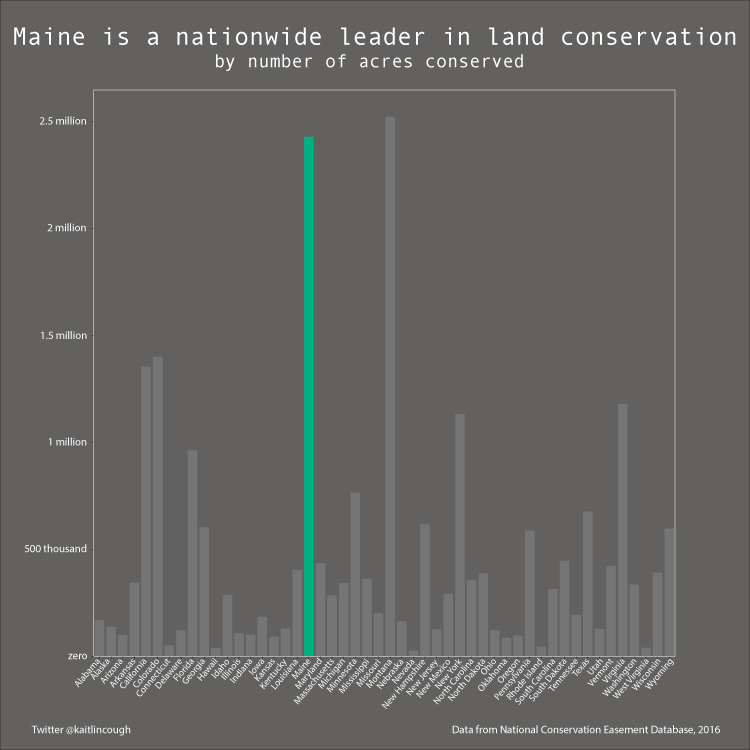 Maine is a nationwide leader in land conservation
by number of acres conserved
2.5 million
2 million
1.5 million
1 million
500 thousand
zero
Alabama
Alaska
Arizona
Arkansas
California
Colorado
Connecticut
Delaware
Florida
Georgia
Hawaii
Idaho
Illinois
Indiana
Iowa
Kansas
Kentucky
Louisiana
Maine
Maryland
Massachusetts
Michigan
Minnesota
Mississippi
Missouri
Montana
Nebraska
Nevada
New Hampshire
New Jersey
New Mexico
New York
North Carolina
North Dakota
Ohio
Oklahoma
Oregon
Pennsylvania
Rhode Island
South Carolina
South Dakota
Tennessee
Texas
Utah
Vermont
Virginia
Washington
West Virginia
Wisconsin
Wyoming
Twitter @kaitlincough
Data from National Conservation Easement Database, 2016